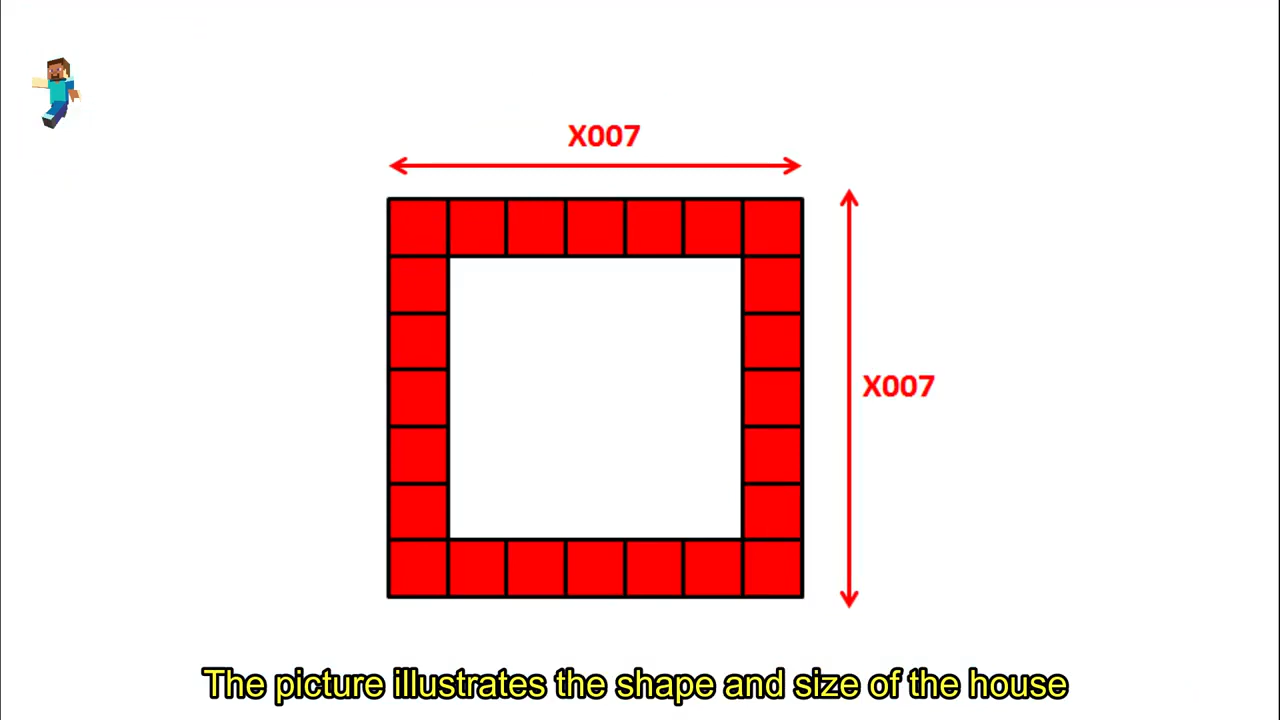 X007
X007
The picture illustrates the shape and size of the house